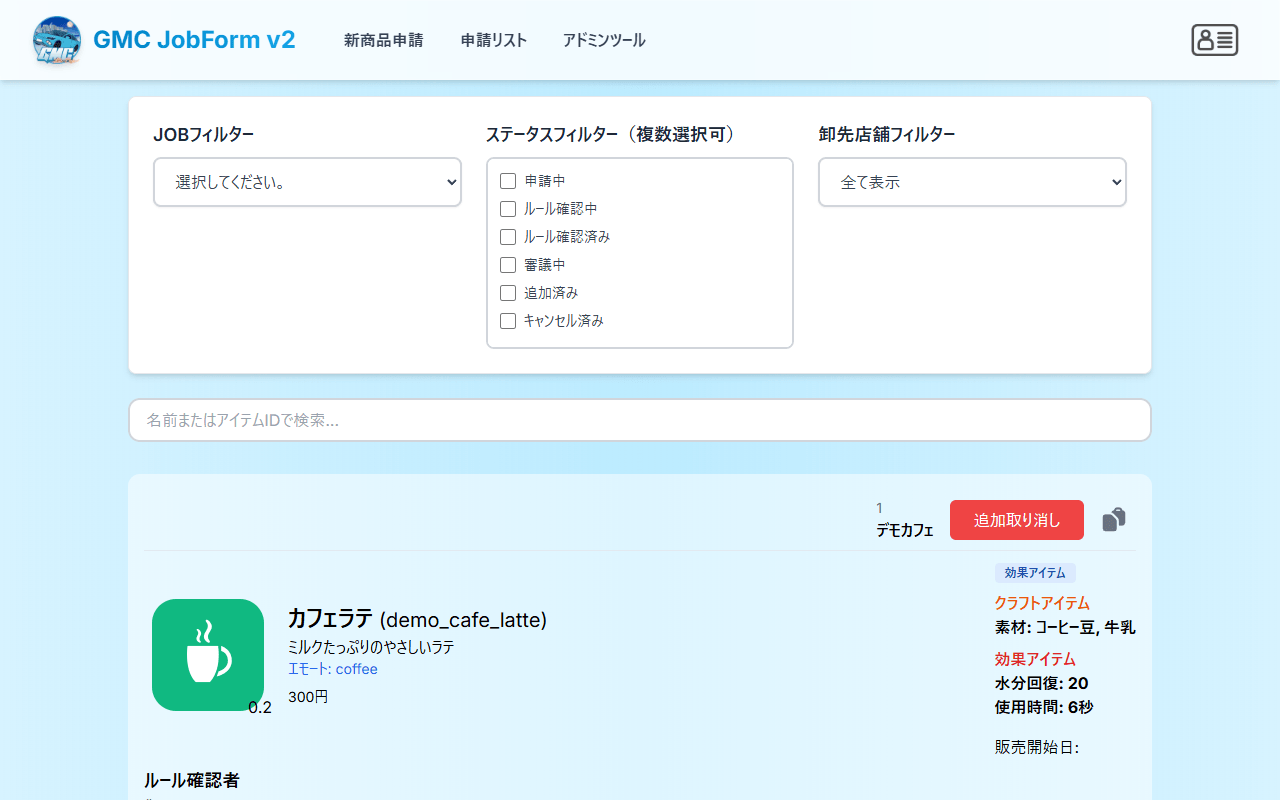 GMC JobForm v2
新商品申請
申請リスト
アドミンツール
JOBフィルター
選択してください。
ステータスフィルター（複数選択可）
申請中
ルール確認中
ルール確認済み
審議中
追加済み
キャンセル済み
卸先店舗フィルター
全て表示
名前またはアイテムIDで検索...
1
デモカフェ
追加取り消し
カフェラテ (demo_cafe_latte)
ミルクたっぷりのやさしいラテ
エモート: coffee
300円
0.2
効果アイテム
クラフトアイテム
素材: コーヒー豆, 牛乳
効果アイテム
水分回復: 20
使用時間: 6秒
販売開始日:
ルール確認者